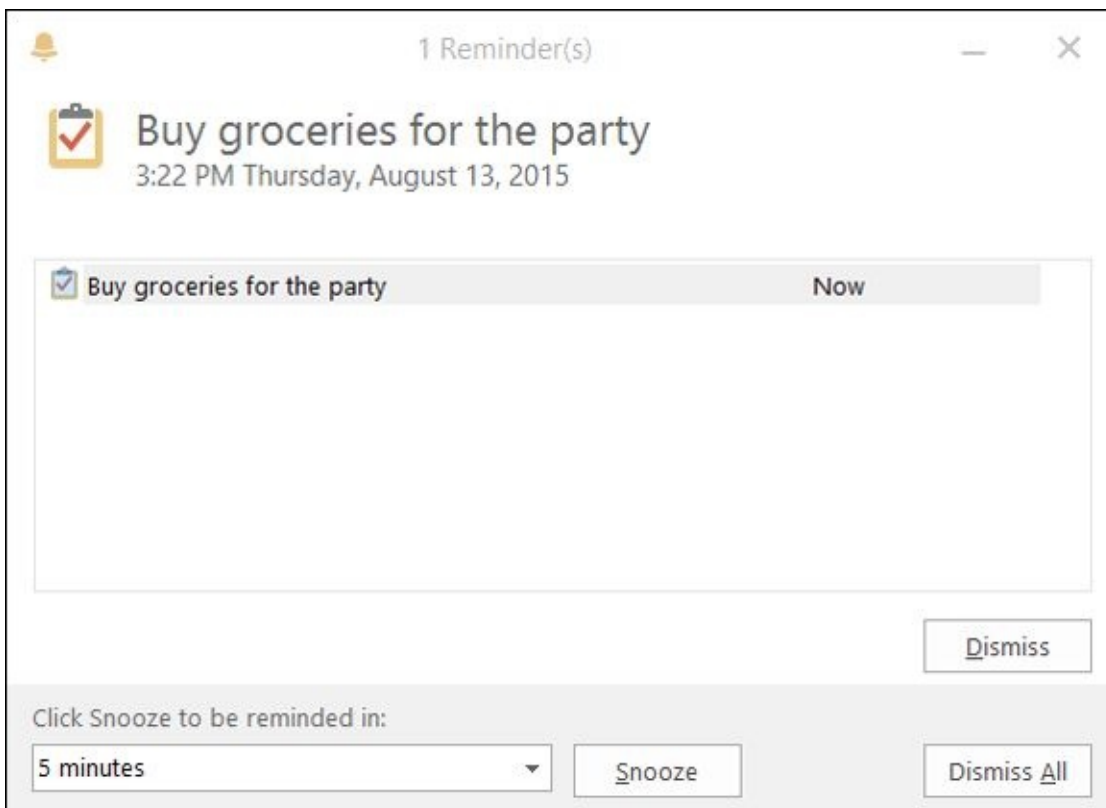 1 Reminder(s)
Buy groceries for the party
3:22 PM Thursday, August 13, 2015
Buy groceries for the party Now
Dismiss
Click Snooze to be reminded in:
5 minutes Snooze Dismiss All